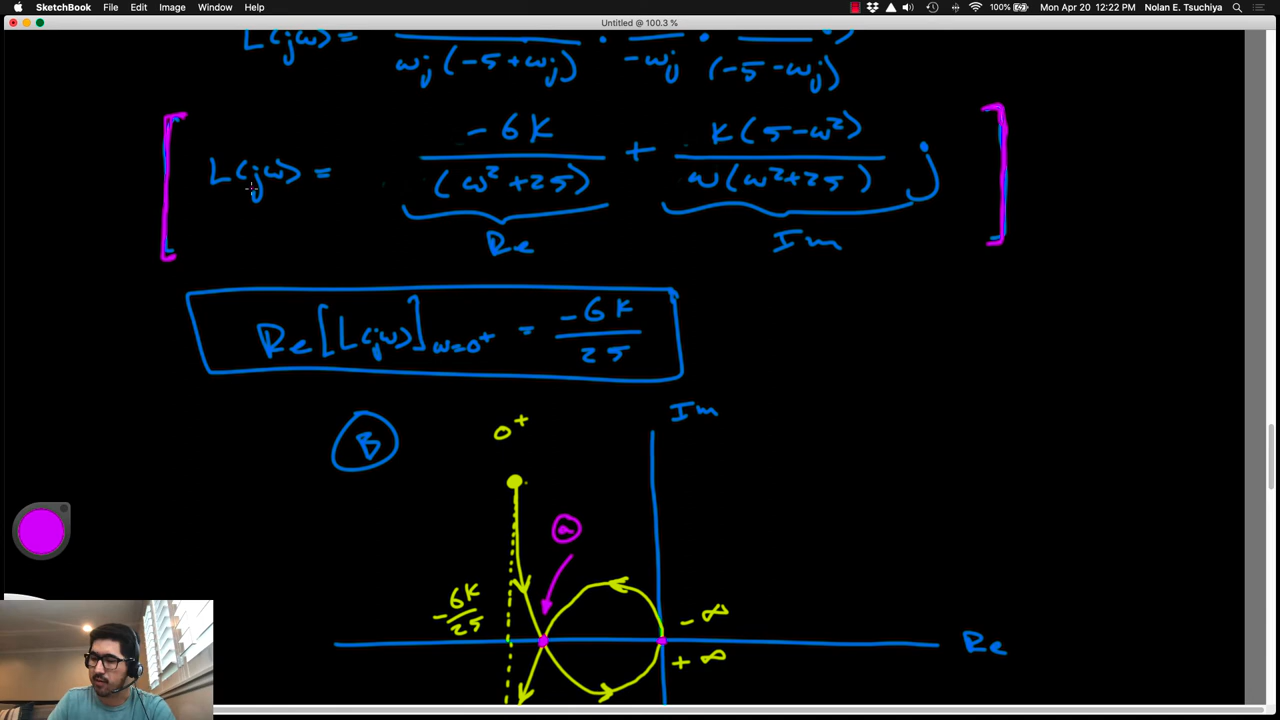 SketchBook File Edit Image Window Help 100% Mon Apr 20 12:22 PM Nolan E. Tsuchiya
Untitled @ 100.3 %
L(jω) = ωj(-5+ωj) · -ωj · (-5-ωj)
L(jω) = -6K / (ω²+25) + K(5-ω²) / ω(ω²+25) j
Re Im
Re[L(jω)]ω=0⁺ = -6K / 25
B
Im
0⁺
a
-6K / 25
-∞
+∞
Re